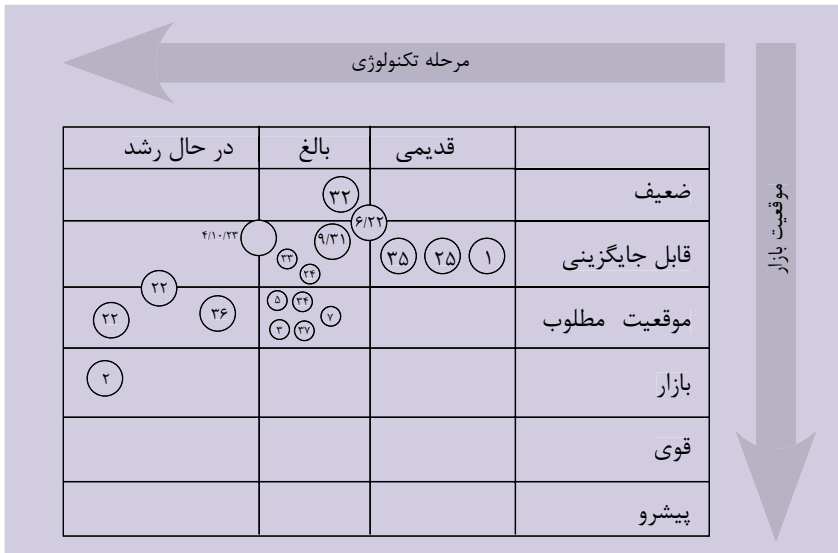 مرحله تکنولوژی
موقعیت بازار
قدیمی بالغ در حال رشد
ضعیف ۳۲
۶/۲۲
قابل جایگزینی ۱ ۲۵ ۳۵ ۹/۳۱ ۳۳ ۲۴ ۴/۱۰/۲۳
۲۲
موقعیت مطلوب ۷ ۳۴ ۵ ۳۷ ۳ ۳۶ ۲۲
بازار ۲
قوی
پیشرو